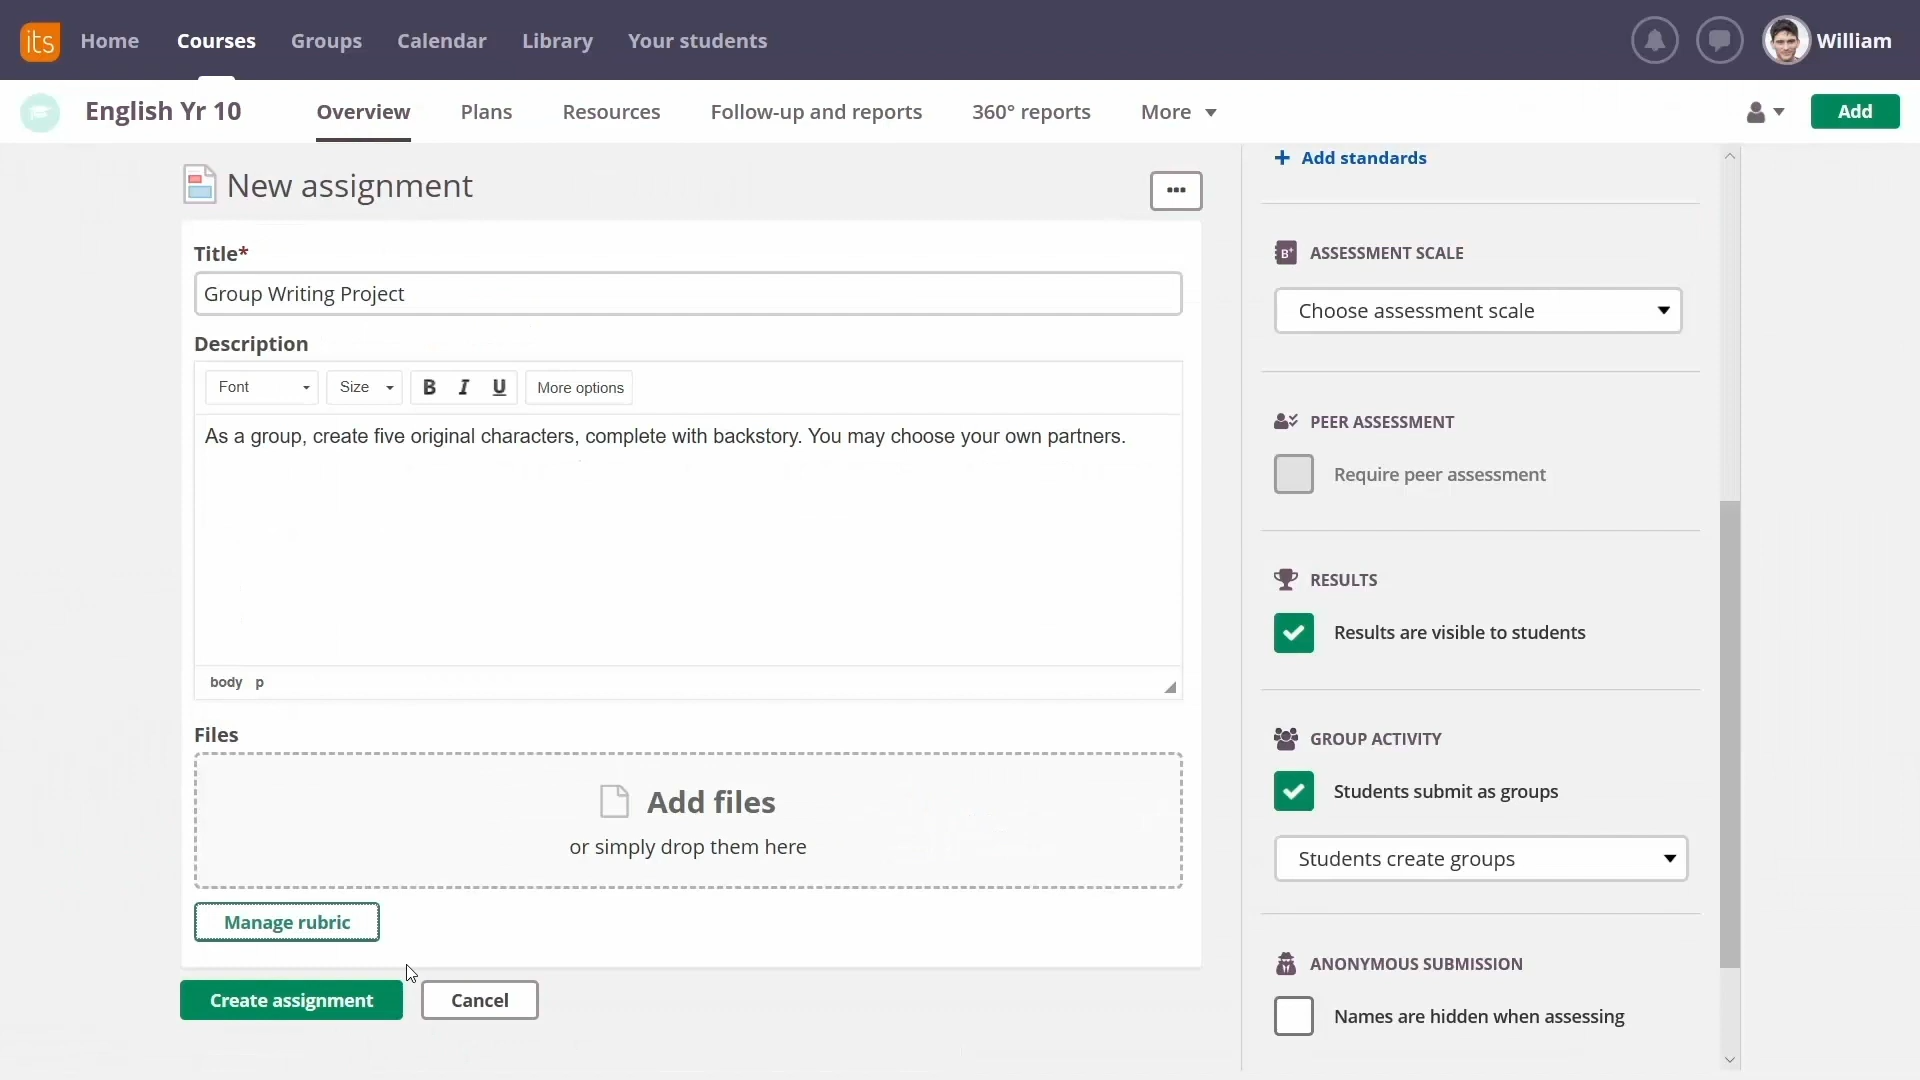 its
Home
Courses
Groups
Calendar
Library
Your students
William
English Yr 10
Overview
Plans
Resources
Follow-up and reports
360° reports
More
Add
New assignment
•••
Title*
Group Writing Project
Description
Font
Size
B
I
U
More options
As a group, create five original characters, complete with backstory. You may choose your own partners.
body p
Files
Add files
or simply drop them here
Manage rubric
Create assignment
Cancel
+ Add standards
B+ ASSESSMENT SCALE
Choose assessment scale
PEER ASSESSMENT
Require peer assessment
RESULTS
Results are visible to students
GROUP ACTIVITY
Students submit as groups
Students create groups
ANONYMOUS SUBMISSION
Names are hidden when assessing